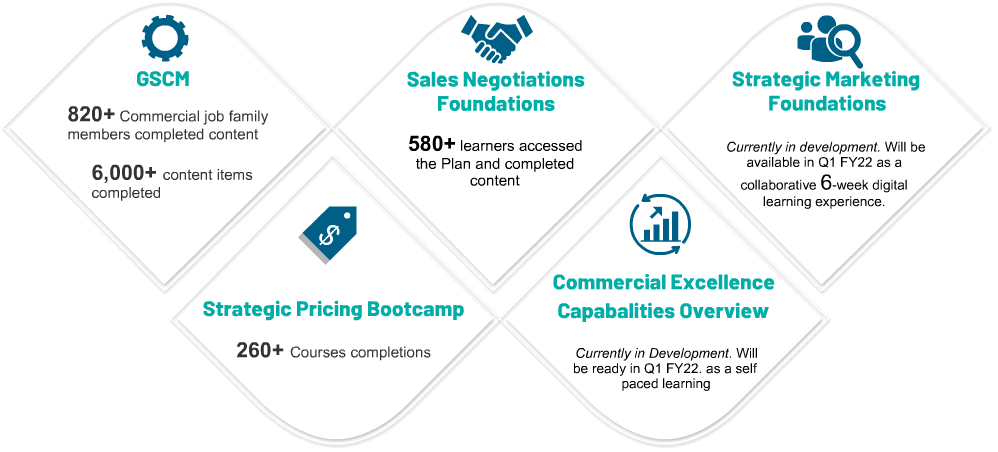 GSCM
820+ Commercial job family
members completed content
6,000+ content items
completed
Sales Negotiations
Foundations
580+ learners accessed
the Plan and completed
content
Strategic Marketing
Foundations
Currently in development. Will be
available in Q1 FY22 as a
collaborative 6-week digital
learning experience.
$
Strategic Pricing Bootcamp
260+ Courses completions
Commercial Excellence
Capabalities Overview
Currently in Development. Will
be ready in Q1 FY22. as a self
paced learning